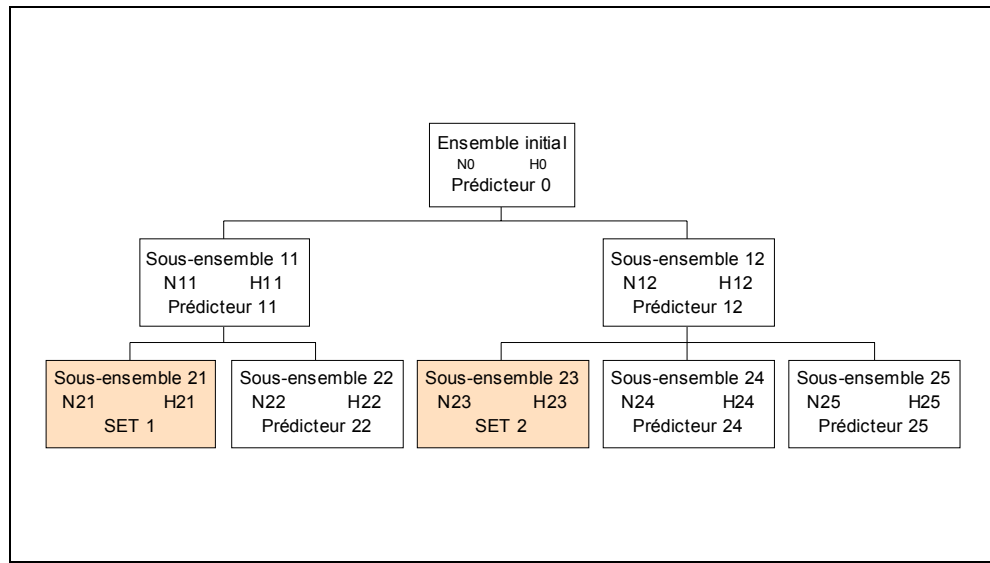 Ensemble initial
N0 H0
Prédicteur 0
Sous-ensemble 11
N11 H11
Prédicteur 11
Sous-ensemble 12
N12 H12
Prédicteur 12
Sous-ensemble 21
N21 H21
SET 1
Sous-ensemble 22
N22 H22
Prédicteur 22
Sous-ensemble 23
N23 H23
SET 2
Sous-ensemble 24
N24 H24
Prédicteur 24
Sous-ensemble 25
N25 H25
Prédicteur 25